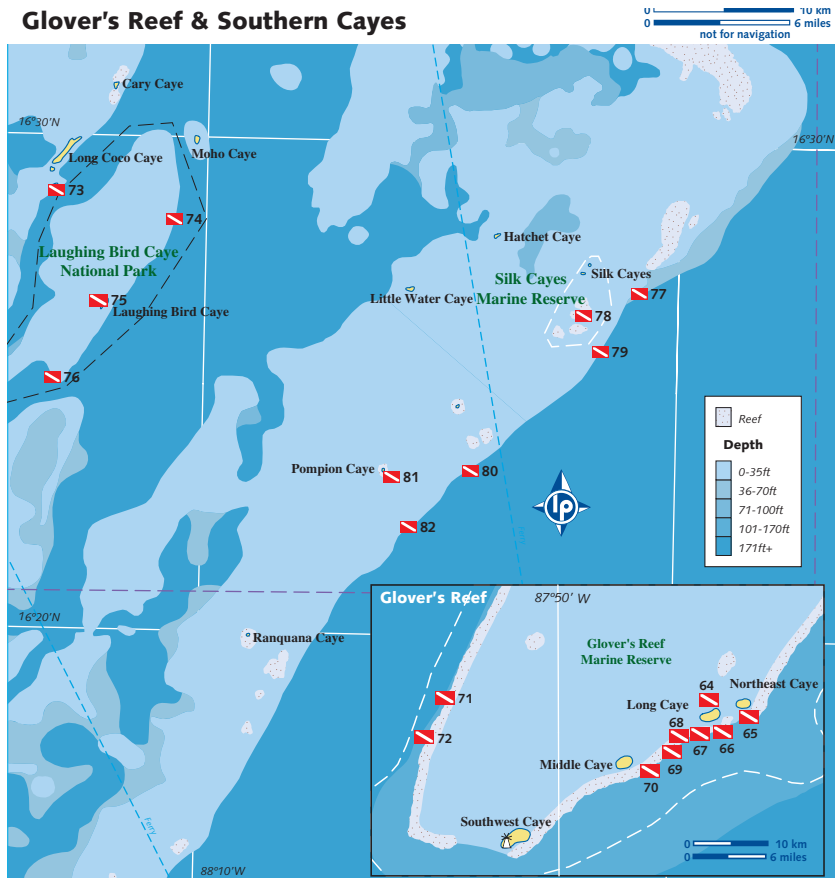 Glover's Reef & Southern Cayes
0 10 km
0 6 miles
not for navigation
Cary Caye
16°30'N
Long Coco Caye
Moho Caye
16°30'N
73
74
Laughing Bird Caye
National Park
Hatchet Caye
Silk Cayes
Silk Cayes
Marine Reserve
Little Water Caye
77
75
Laughing Bird Caye
78
79
76
Reef
Depth
0-35ft
36-70ft
71-100ft
101-170ft
171ft+
Pompion Caye
81
80
lp
82
Ferry
Glover's Reef
87°50' W
16°20'N
Ranquana Caye
Glover's Reef
Marine Reserve
64
Northeast Caye
Long Caye
71
68
65
72
67
66
69
Middle Caye
70
Southwest Caye
Ferry
0 10 km
0 6 miles
88°10'W